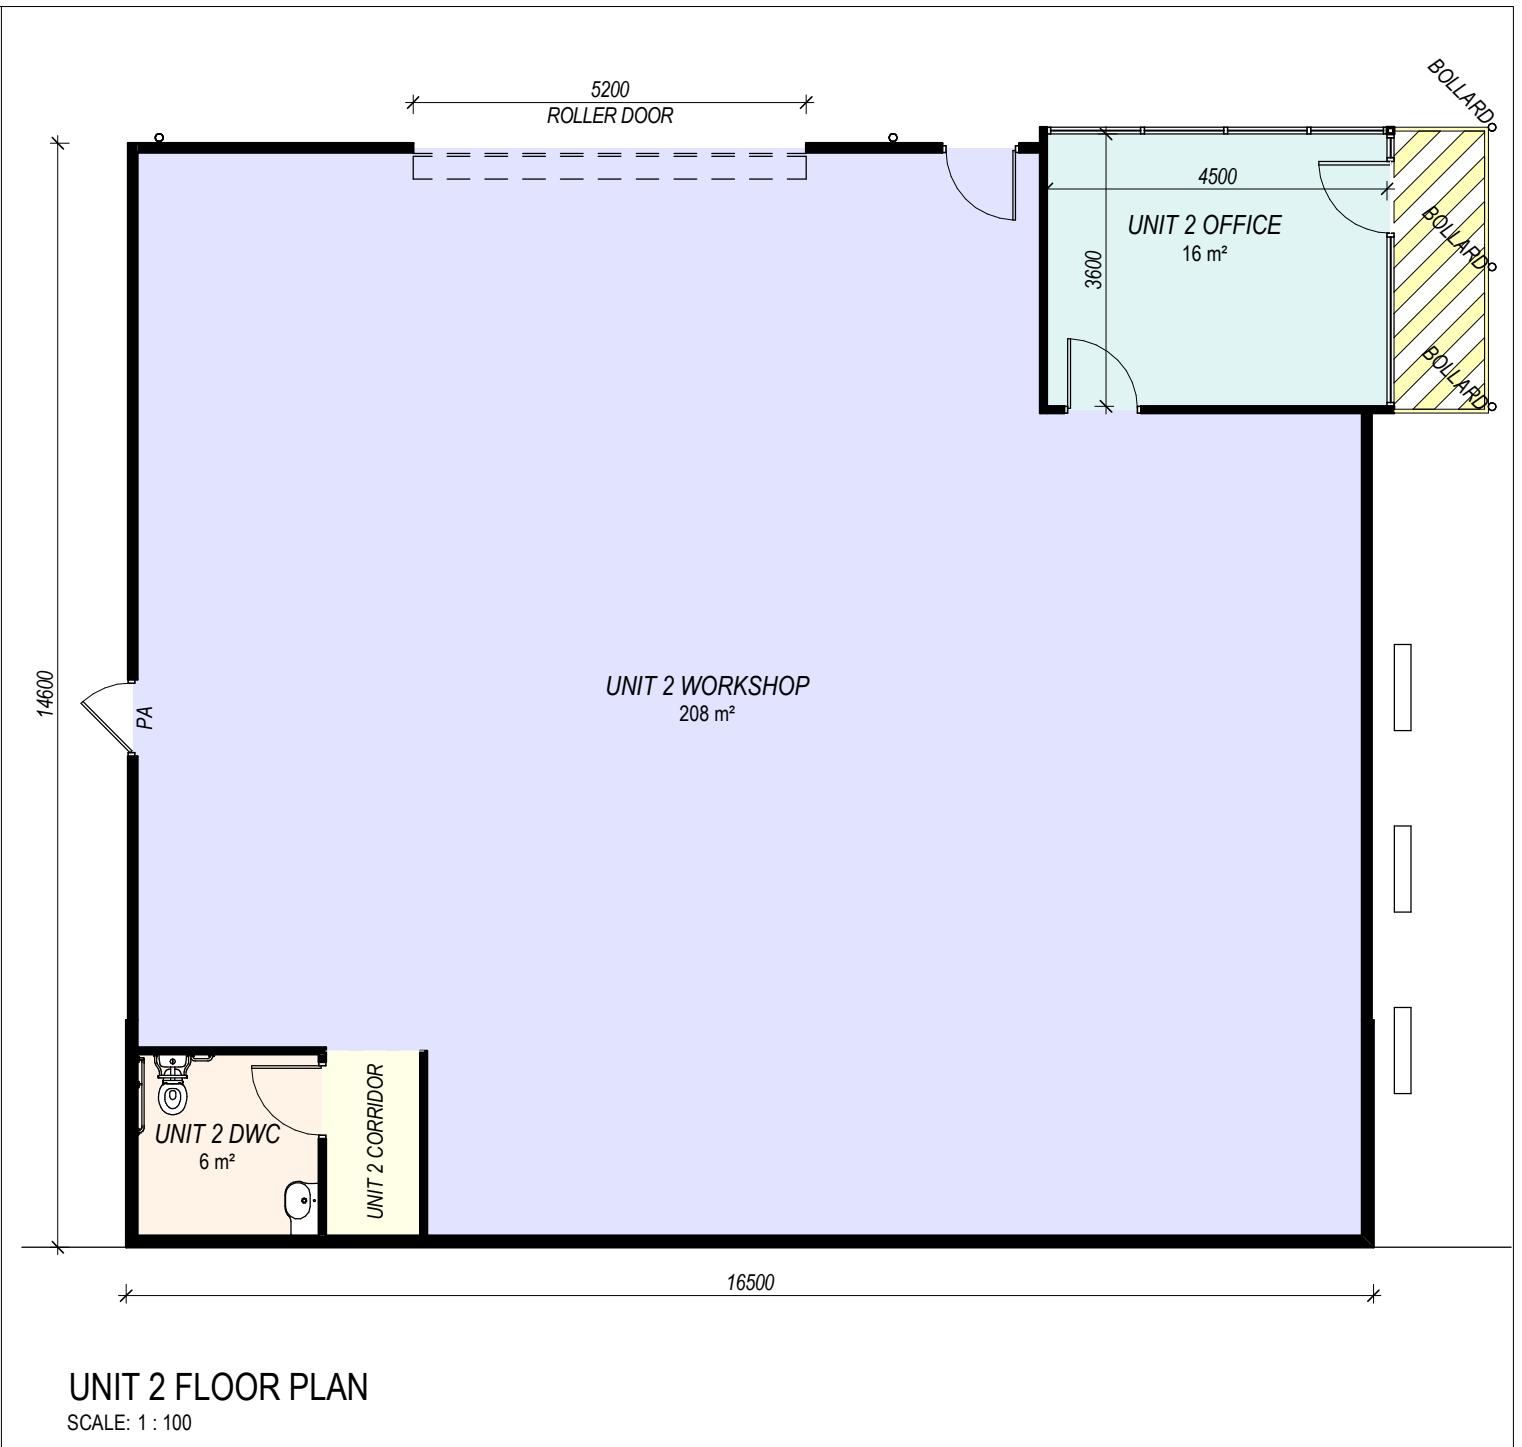 BOLLARD
5200
ROLLER DOOR
4500
UNIT 2 OFFICE
16 m²
BOLLARD
3600
BOLLARD
14600
UNIT 2 WORKSHOP
208 m²
PA
UNIT 2 DWC
6 m²
UNIT 2 CORRIDOR
16500
UNIT 2 FLOOR PLAN
SCALE: 1 : 100